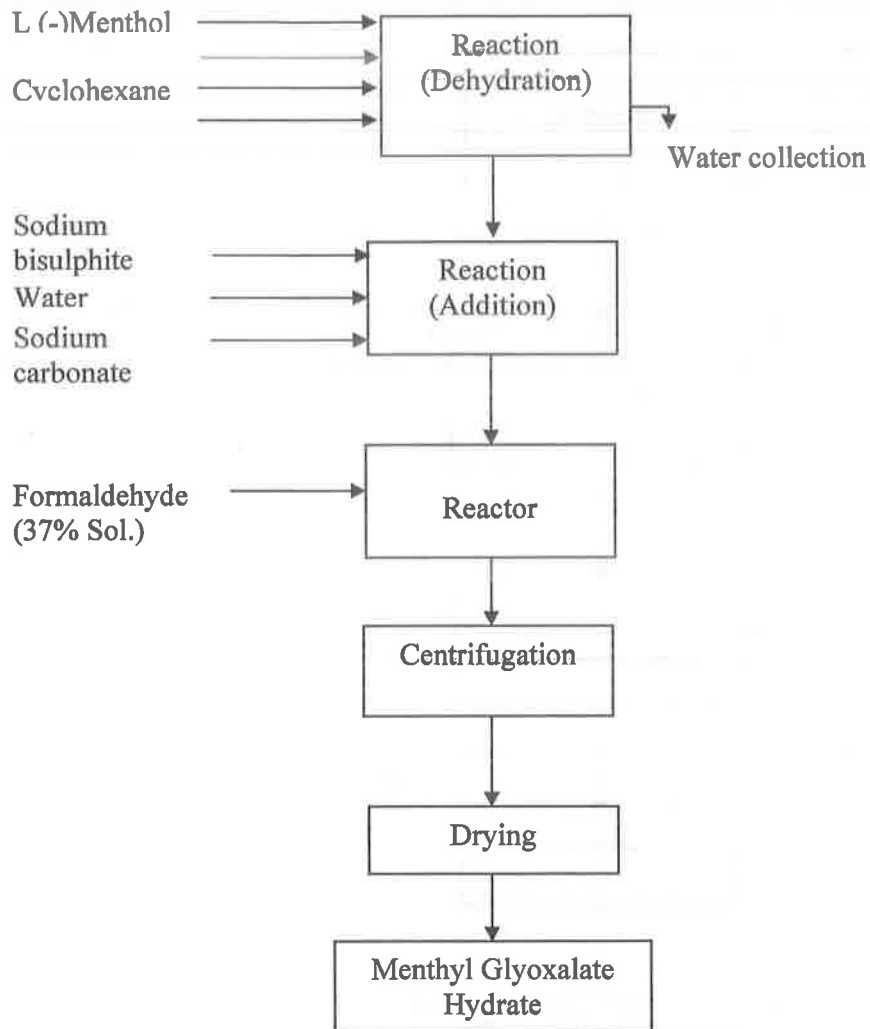 L (-)Menthol
Cyclohexane
Reaction
(Dehydration)
Water collection
Sodium
bisulphite
Water
Sodium
carbonate
Reaction
(Addition)
Formaldehyde
(37% Sol.)
Reactor
Centrifugation
Drying
Menthyl Glyoxalate
Hydrate